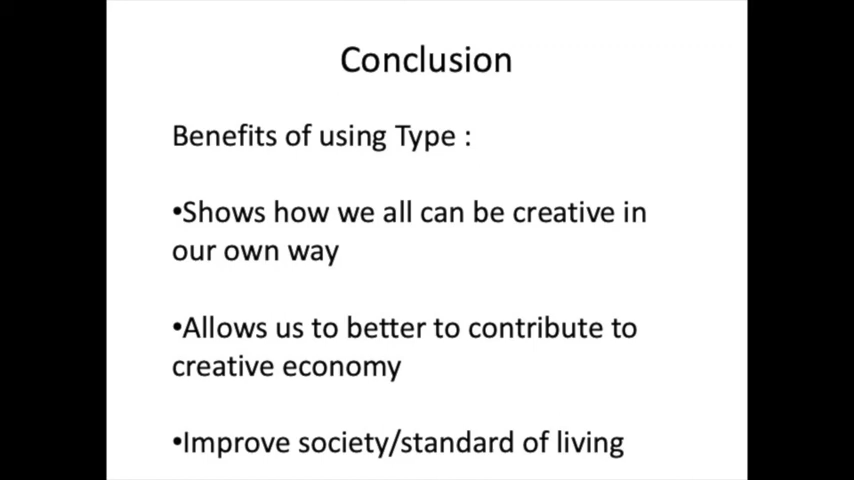 Conclusion
Benefits of using Type :
•Shows how we all can be creative in
our own way
•Allows us to better to contribute to
creative economy
•Improve society/standard of living